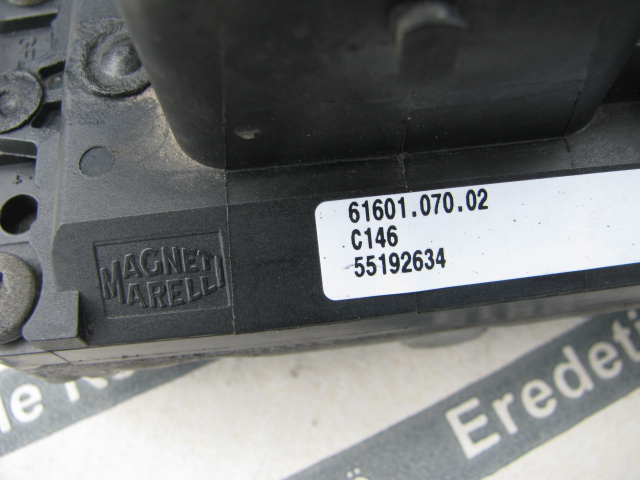 61601.070.02
C146
55192634
MAGNETI
MARELLI
Eredeti